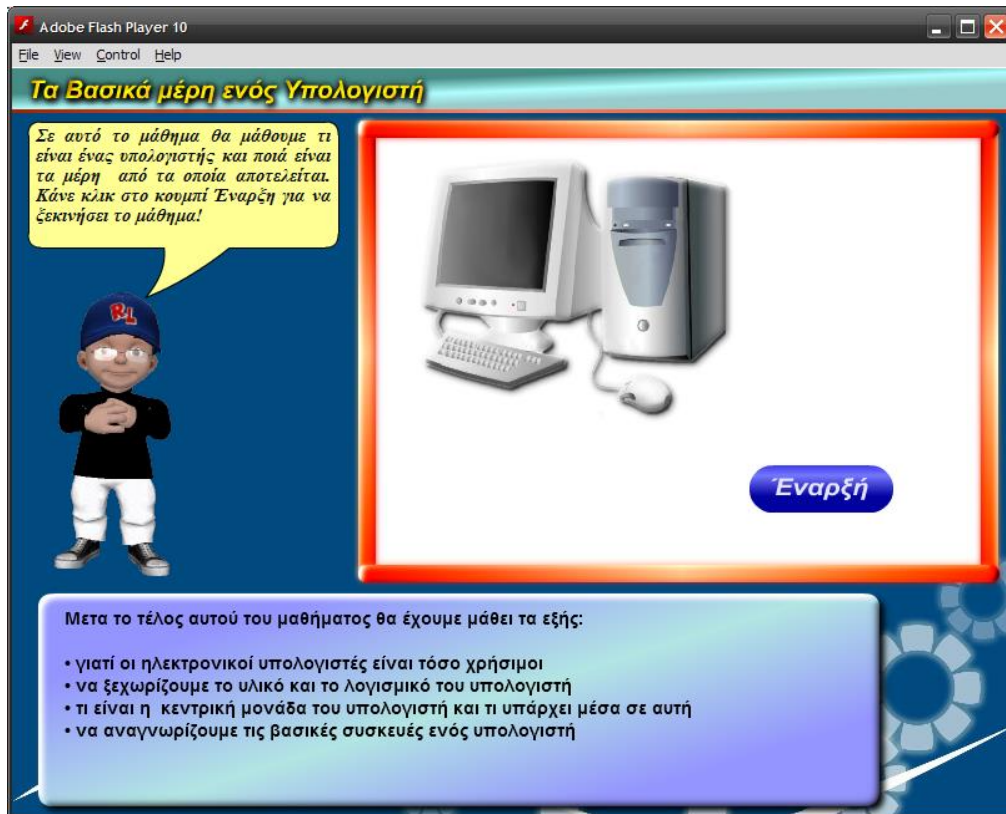 Adobe Flash Player 10
File View Control Help
Τα Βασικά μέρη ενός Υπολογιστή
Σε αυτό το μάθημα θα μάθουμε τι
είναι ένας υπολογιστής και ποιά είναι
τα μέρη από τα οποία αποτελείται.
Κάνε κλικ στο κουμπί Έναρξη για να
ξεκινήσει το μάθημα!
RL
Έναρξή
Μετα το τέλος αυτού του μαθήματος θα έχουμε μάθει τα εξής:
• γιατί οι ηλεκτρονικοί υπολογιστές είναι τόσο χρήσιμοι
• να ξεχωρίζουμε το υλικό και το λογισμικό του υπολογιστή
• τι είναι η κεντρική μονάδα του υπολογιστή και τι υπάρχει μέσα σε αυτή
• να αναγνωρίζουμε τις βασικές συσκευές ενός υπολογιστή